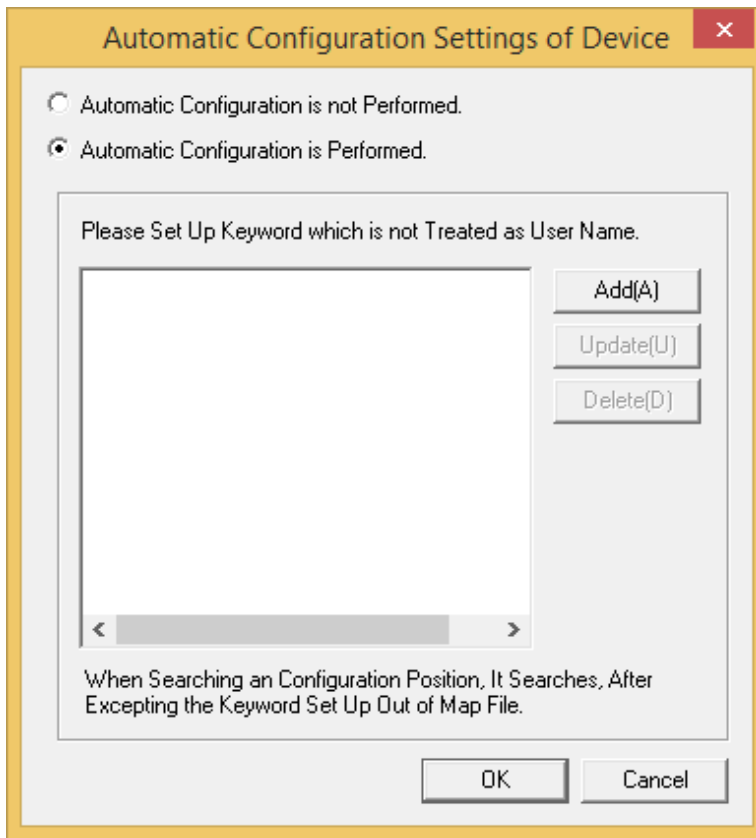 Automatic Configuration Settings of Device
Automatic Configuration is not Performed.
Automatic Configuration is Performed.
Please Set Up Keyword which is not Treated as User Name.
Add(A)
Update(U)
Delete(D)
When Searching an Configuration Position, It Searches, After
Excepting the Keyword Set Up Out of Map File.
OK
Cancel